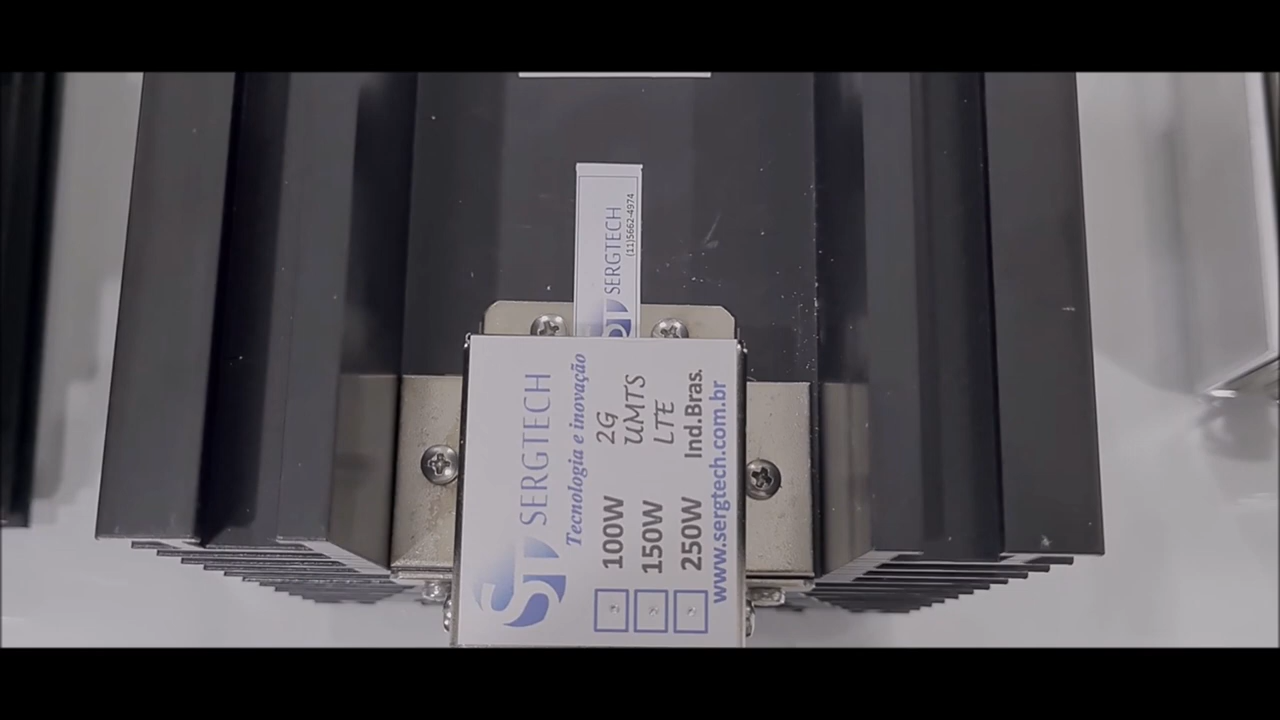 SERGTECH
(11)5662-4974
SERGTECH
Tecnologia e inovação
100W 2G
150W UMTS
250W LTE
Ind.Bras.
www.sergtech.com.br